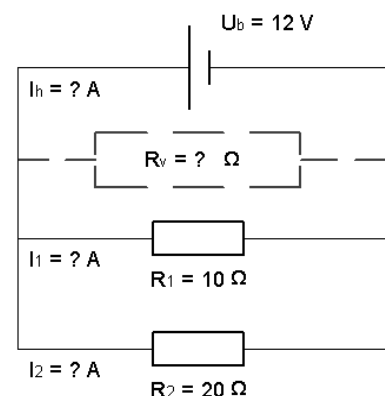 Ub = 12 V
Ih = ? A
Rv = ? Ω
I1 = ? A
R1 = 10 Ω
I2 = ? A
R2 = 20 Ω